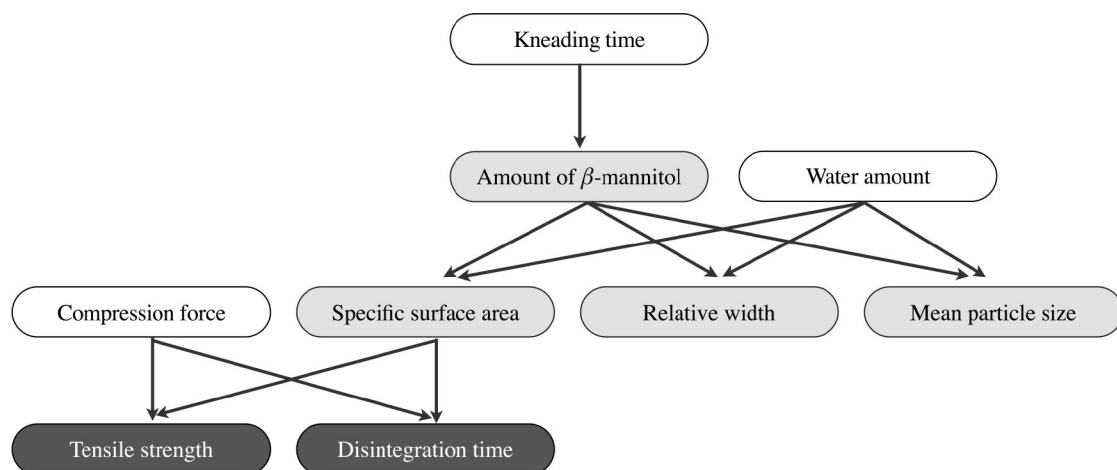 Kneading time
Amount of β-mannitol
Water amount
Compression force
Specific surface area
Relative width
Mean particle size
Tensile strength
Disintegration time